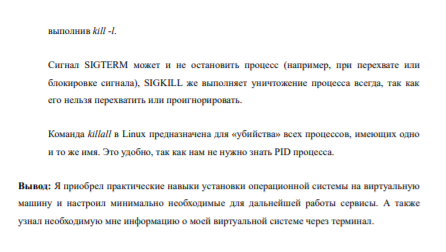 выполнив kill -l.
Сигнал SIGTERM может и не остановить процесс (например, при перехвате или
блокировке сигнала), SIGKILL же выполняет уничтожение процесса всегда, так как
его нельзя перехватить или проигнорировать.
Команда killall в Linux предназначена для «убийства» всех процессов, имеющих одно
и то же имя. Это удобно, так как нам не нужно знать PID процесса.
Вывод: Я приобрел практические навыки установки операционной системы на виртуальную
машину и настроил минимально необходимые для дальнейшей работы сервисы. А также
узнал необходимую мне информацию о моей виртуальной системе через терминал.